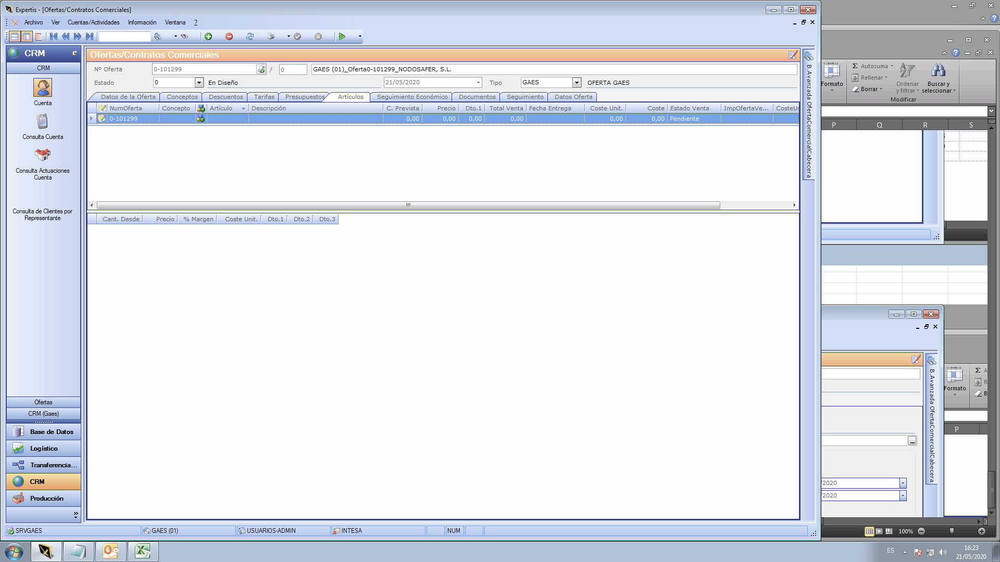 Expertis - [Ofertas/Contratos Comerciales]
Archivo Ver Cuentas/Actividades Información Ventana ?
CRM
CRM
Cuenta
Consulta Cuenta
Consulta Actuaciones
Cuenta
Consulta de Clientes por
Representante
Ofertas
CRM (Gaes)
Base de Datos
Logístico
Transferencia...
CRM
Producción
Ofertas/Contratos Comerciales
Nº Oferta 0-101299 / 0 GAES (01)_Oferta0-101299_NODOSAFER, S.L.
Estado 0 En Diseño 21/05/2020 Tipo GAES OFERTA GAES
Datos de la Oferta Conceptos Descuentos Tarifas Presupuestos Artículos Seguimiento Económico Documentos Seguimiento Datos Oferta
NumOferta Concepto Artículo Descripción C. Prevista Precio Dto.1 Total Venta Fecha Entrega Coste Unit. Coste Estado Venta ImpOfertaVe... CosteUn
0-101299 0,00 0,00 0,00 0,00 0,00 0,00 Pendiente
Cant. Desde Precio % Margen Coste Unit. Dto.1 Dto.2 Dto.3
B.Avanzada OfertaComercialCabecera
SRVGAES GAES (01) USUARIOS-ADMIN INTESA NUM
Formato
Σ Autosuma
Rellenar
Borrar
Ordenar
y filtrar
Buscar y
seleccionar
Modificar
P Q R S
B.Avanzada OfertaComercialCabecera
/2020
/2020
Formato
Σ A
R
B
P
100%
ES
16:23
21/05/2020